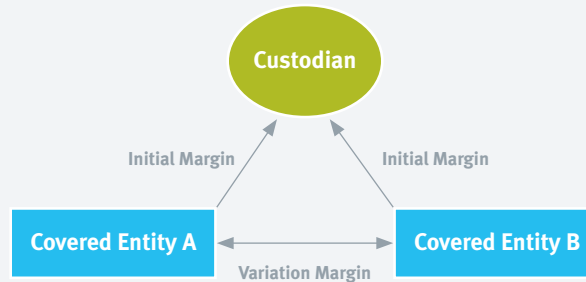 Custodian
Initial Margin
Initial Margin
Covered Entity A
Covered Entity B
Variation Margin